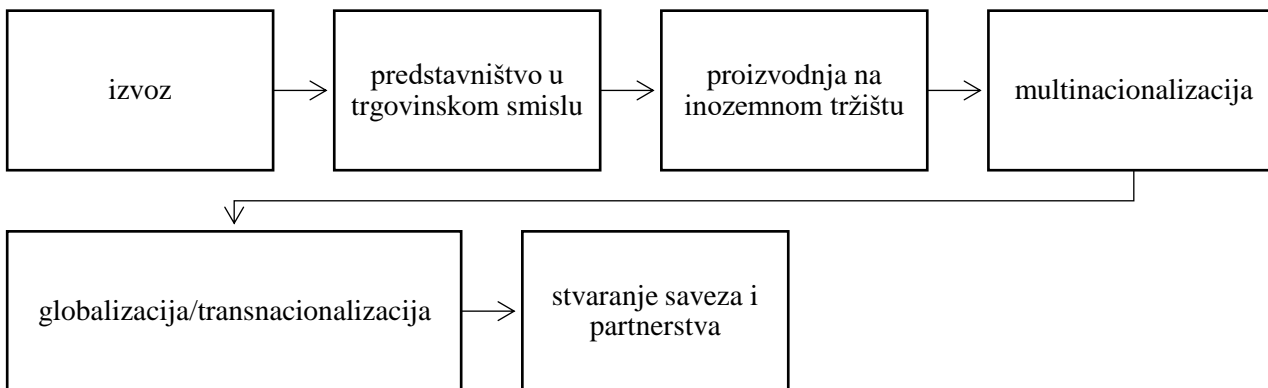 izvoz
predstavništvo u
trgovinskom smislu
proizvodnja na
inozemnom tržištu
multinacionalizacija
globalizacija/transnacionalizacija
stvaranje saveza i
partnerstva